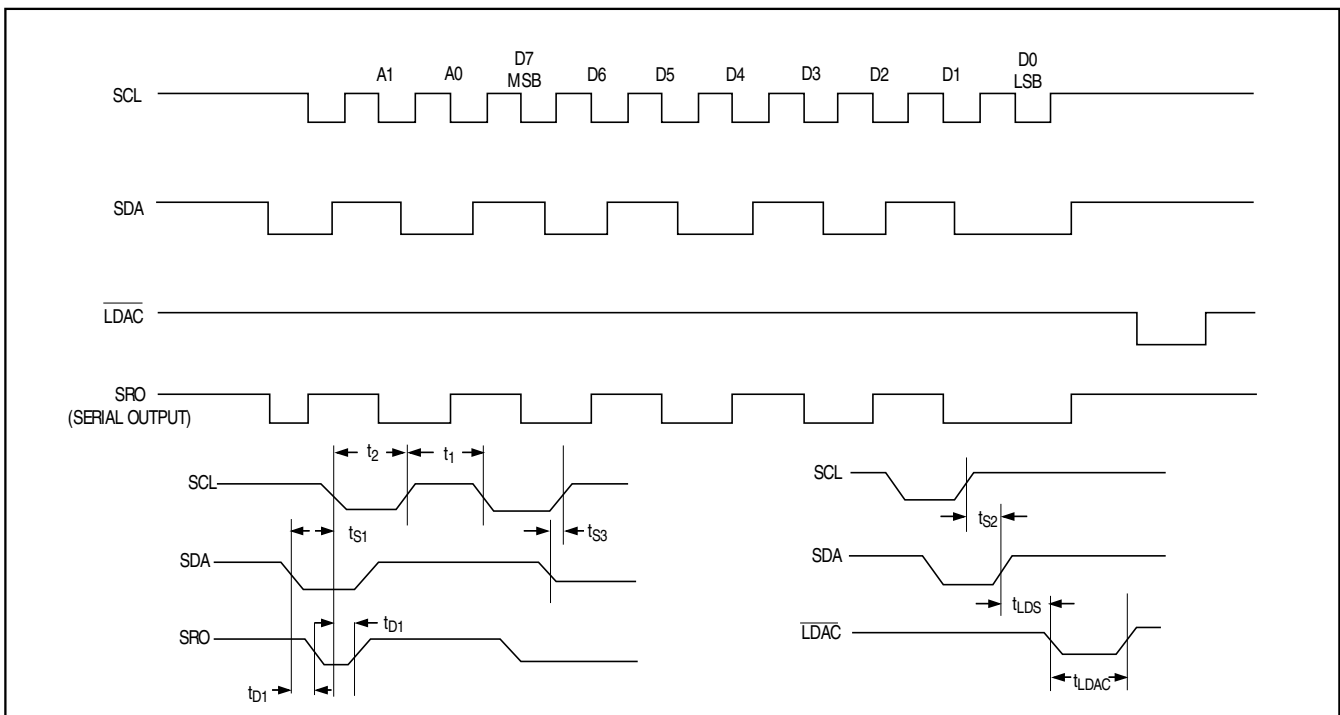 A1 A0 D7 D6 D5 D4 D3 D2 D1 D0
MSB LSB
SCL
SDA
LDAC
SRO
(SERIAL OUTPUT)
SCL
t2 t1
tS1 tS3
SDA
SRO
tD1
tD1
SCL
tS2
SDA
tLDS
LDAC
tLDAC